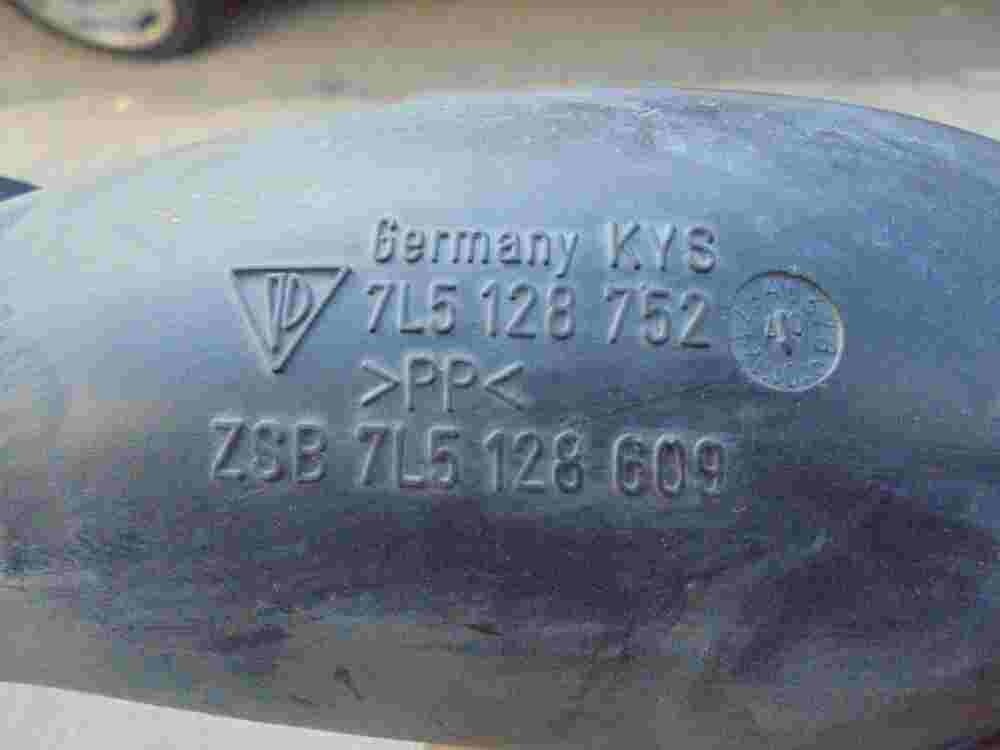 Germany KYS
7L5 128 752
>PP<
ZSB 7L5 128 609